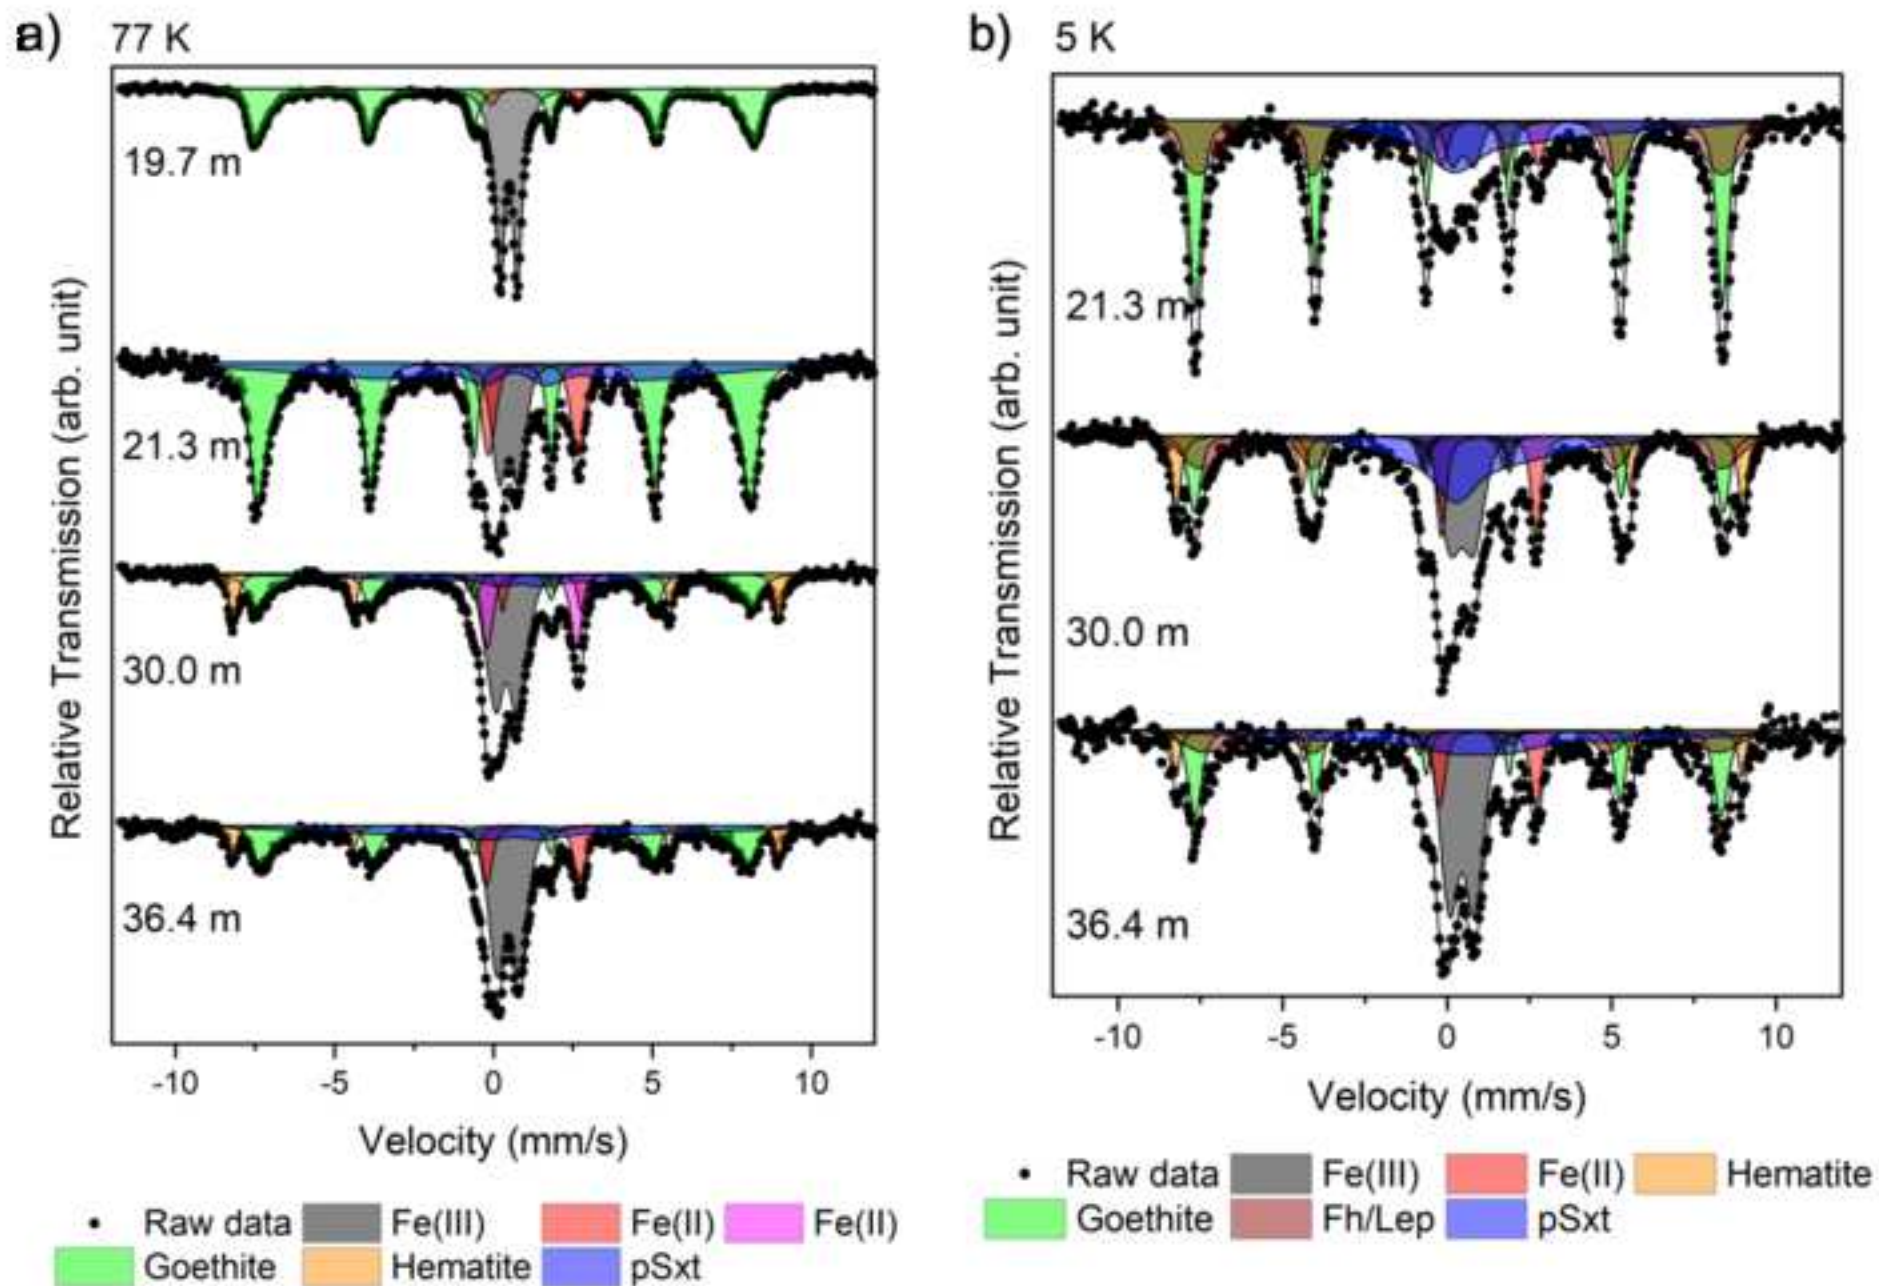 a) 77 K
19.7 m
21.3 m
30.0 m
36.4 m
Relative Transmission (arb. unit)
-10 -5 0 5 10
Velocity (mm/s)
Raw data Fe(III) Fe(II) Fe(II)
Goethite Hematite pSxt
b) 5 K
21.3 m
30.0 m
36.4 m
Relative Transmission (arb. unit)
-10 -5 0 5 10
Velocity (mm/s)
Raw data Fe(III) Fe(II) Hematite
Goethite Fh/Lep pSxt